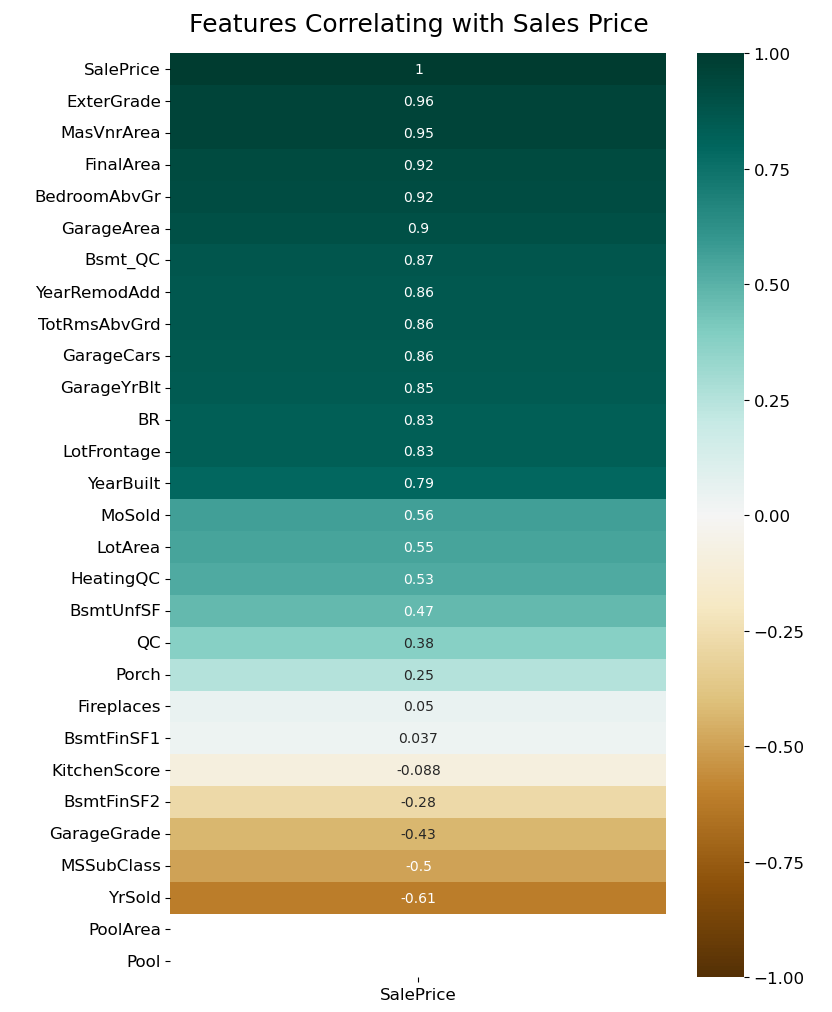 Features Correlating with Sales Price
SalePrice 1
ExterGrade 0.96
MasVnrArea 0.95
FinalArea 0.92
BedroomAbvGr 0.92
GarageArea 0.9
Bsmt_QC 0.87
YearRemodAdd 0.86
TotRmsAbvGrd 0.86
GarageCars 0.86
GarageYrBlt 0.85
BR 0.83
LotFrontage 0.83
YearBuilt 0.79
MoSold 0.56
LotArea 0.55
HeatingQC 0.53
BsmtUnfSF 0.47
QC 0.38
Porch 0.25
Fireplaces 0.05
BsmtFinSF1 0.037
KitchenScore -0.088
BsmtFinSF2 -0.28
GarageGrade -0.43
MSSubClass -0.5
YrSold -0.61
PoolArea
Pool
SalePrice
1.00
0.75
0.50
0.25
0.00
−0.25
−0.50
−0.75
−1.00